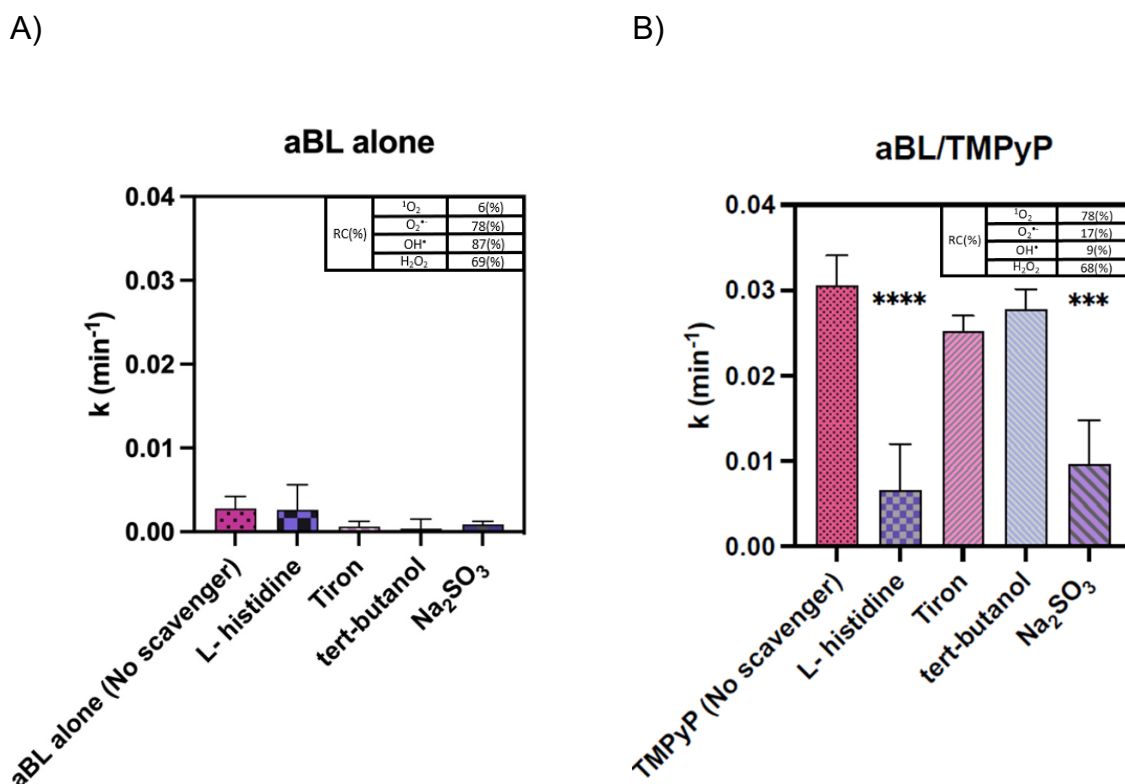 A)
B)
aBL alone
k (min⁻¹)
0.04
0.03
0.02
0.01
0.00
RC(%)
¹O₂ 6(%)
O₂•⁻ 78(%)
OH• 87(%)
H₂O₂ 69(%)
aBL alone (No scavenger)
L- histidine
Tiron
tert-butanol
Na₂SO₃
aBL/TMPyP
k (min⁻¹)
0.04
0.03
0.02
0.01
0.00
RC(%)
¹O₂ 78(%)
O₂•⁻ 17(%)
OH• 9(%)
H₂O₂ 68(%)
****
***
TMPyP (No scavenger)
L- histidine
Tiron
tert-butanol
Na₂SO₃